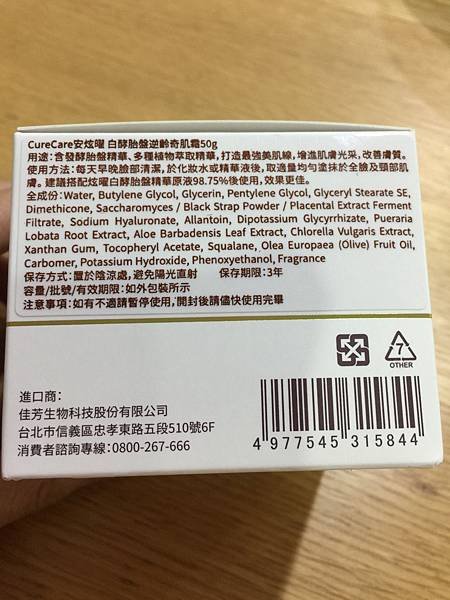 CureCare安炫曜 白酵胎盤逆齡奇肌霜50g
用途：含發酵胎盤精華、多種植物萃取精華，打造最強美肌線，增進肌膚光采，改善膚質。
使用方法：每天早晚臉部清潔，於化妝水或精華液後，取適量均勻塗抹於全臉及頸部肌
膚。建議搭配炫曜白酵胎盤精華原液98.75%後使用，效果更佳。
全成份：Water, Butylene Glycol, Glycerin, Pentylene Glycol, Glyceryl Stearate SE,
Dimethicone, Saccharomyces / Black Strap Powder / Placental Extract Ferment
Filtrate, Sodium Hyaluronate, Allantoin, Dipotassium Glycyrrhizate, Pueraria
Lobata Root Extract, Aloe Barbadensis Leaf Extract, Chlorella Vulgaris Extract,
Xanthan Gum, Tocopheryl Acetate, Squalane, Olea Europaea (Olive) Fruit Oil,
Carbomer, Potassium Hydroxide, Phenoxyethanol, Fragrance
保存方式：置於陰涼處，避免陽光直射 保存期限：3年
容量/批號/有效期限：如外包裝所示
注意事項：如有不適請暫停使用，開封後請儘快使用完畢
7
OTHER
進口商：
佳芳生物科技股份有限公司
台北市信義區忠孝東路五段510號6F
消費者諮詢專線：0800-267-666
4 977545 315844